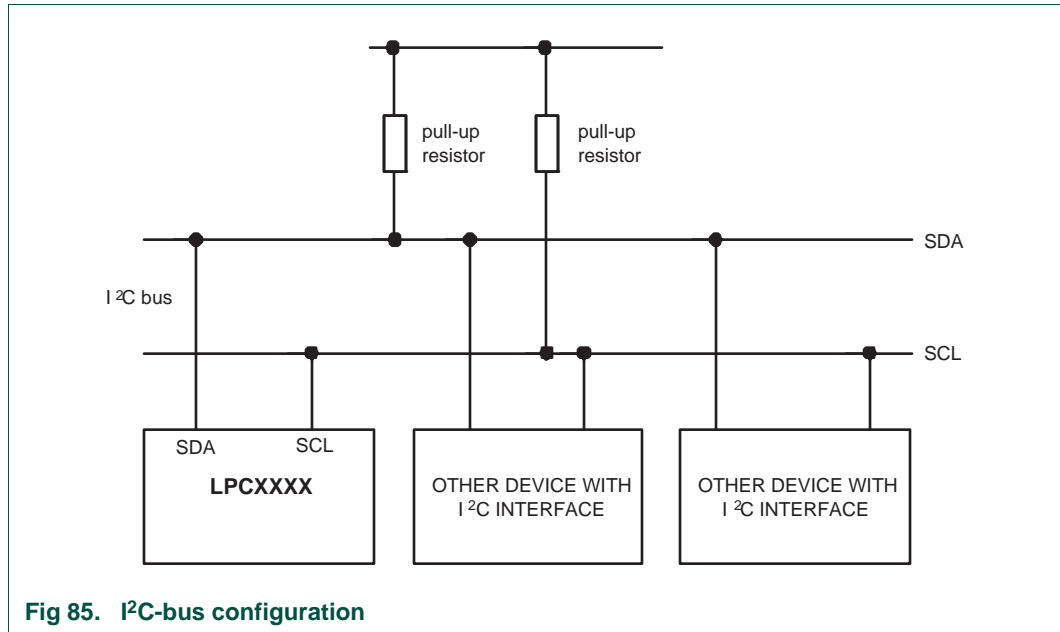 pull-up
resistor
pull-up
resistor
SDA
I ²C bus
SCL
SDA
SCL
LPCXXXX
OTHER DEVICE WITH
I ²C INTERFACE
OTHER DEVICE WITH
I ²C INTERFACE
Fig 85. I²C-bus configuration